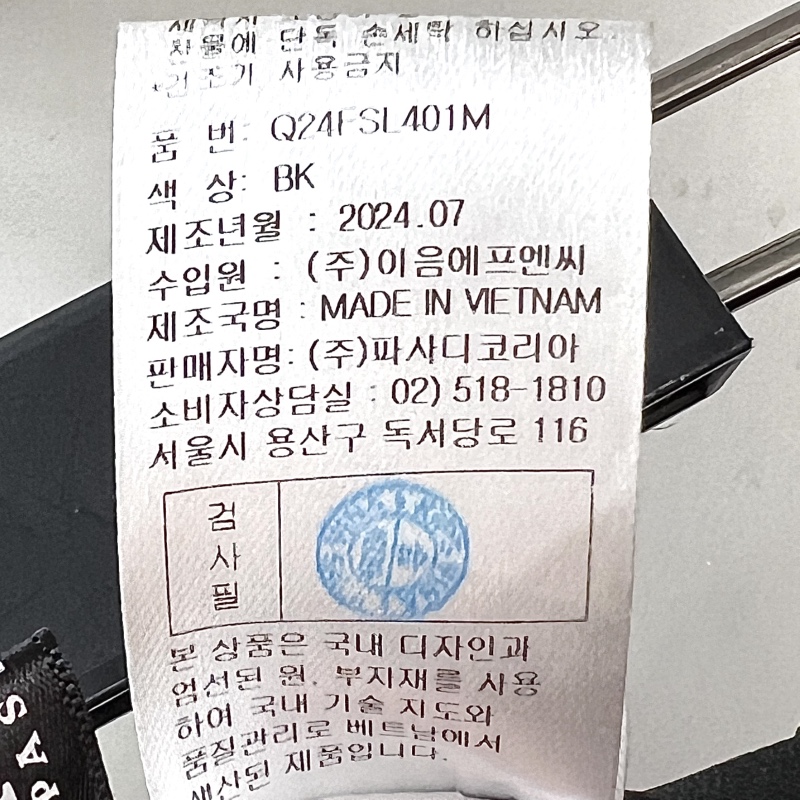 찬물에 단독 손세탁 하십시오.
*건조기 사용금지
품 번: Q24FSL401M
색 상: BK
제조년월 : 2024.07
수입원 : (주)이음에프엔씨
제조국명 : MADE IN VIETNAM
판매자명: (주)파사디코리아
소비자상담실 : 02) 518-1810
서울시 용산구 독서당로 116
검
사
필
본 상품은 국내 디자인과
엄선된 원. 부자재를 사용
하여 국내 기술 지도와
품질관리로 베트남에서
생산된 제품입니다.